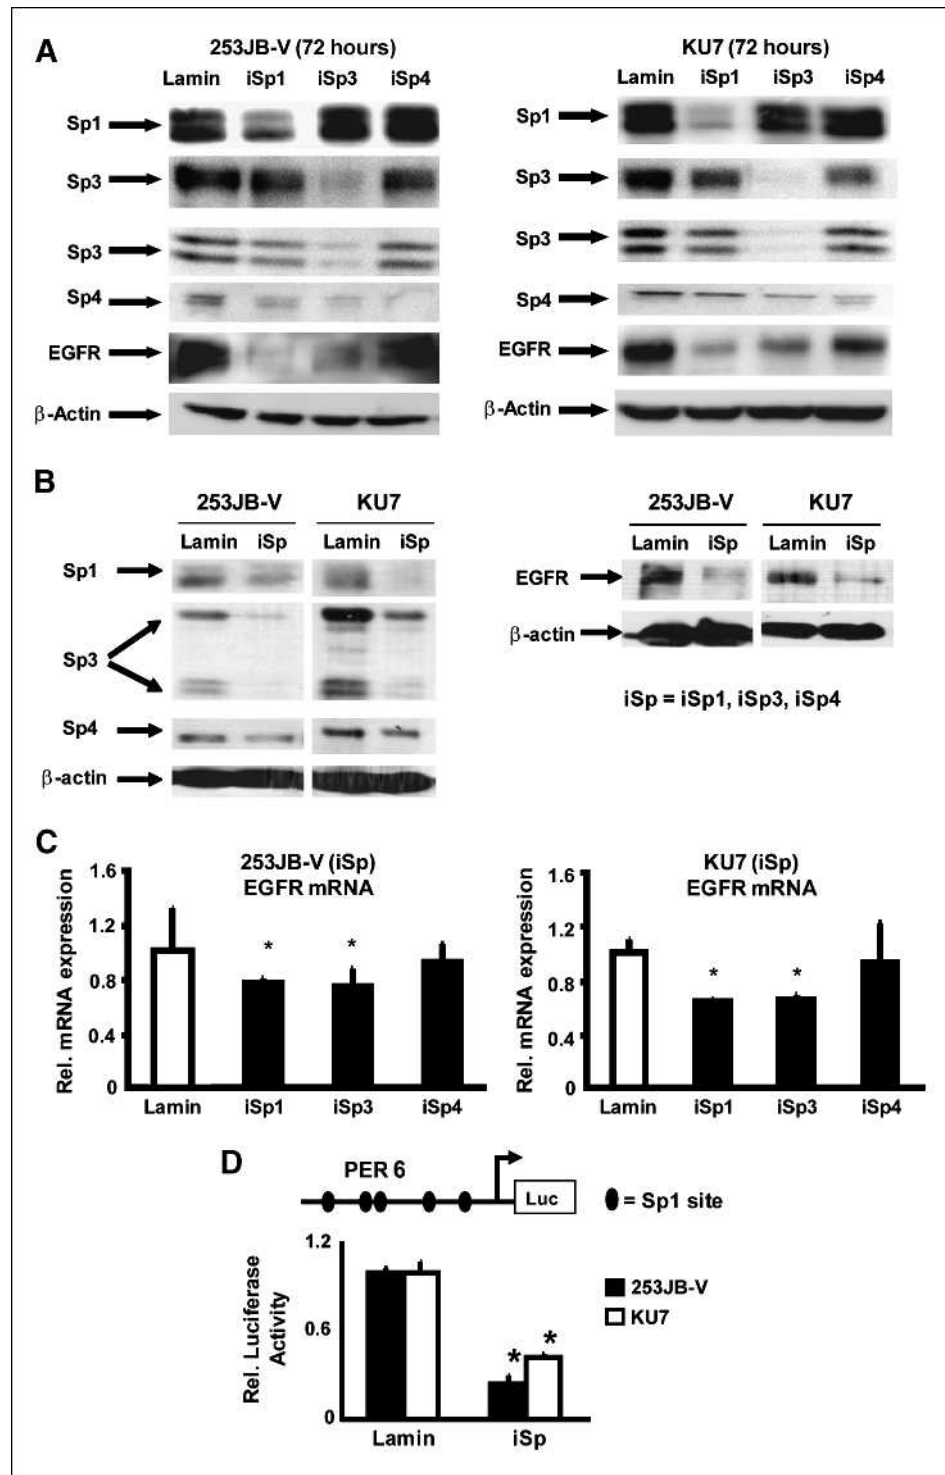 A
253JB-V (72 hours)
Lamin iSp1 iSp3 iSp4
Sp1
Sp3
Sp3
Sp4
EGFR
β-Actin
KU7 (72 hours)
Lamin iSp1 iSp3 iSp4
Sp1
Sp3
Sp3
Sp4
EGFR
β-Actin
B
253JB-V KU7
Lamin iSp Lamin iSp
Sp1
Sp3
Sp4
β-actin
253JB-V KU7
Lamin iSp Lamin iSp
EGFR
β-actin
iSp = iSp1, iSp3, iSp4
C
253JB-V (iSp)
EGFR mRNA
Rel. mRNA expression
1.6
1.2
0.8
0.4
0
* *
Lamin iSp1 iSp3 iSp4
KU7 (iSp)
EGFR mRNA
Rel. mRNA expression
1.6
1.2
0.8
0.4
0
* *
Lamin iSp1 iSp3 iSp4
D
PER 6
Luc
= Sp1 site
Rel. Luciferase
Activity
1.2
0.6
0
* *
Lamin iSp
253JB-V
KU7